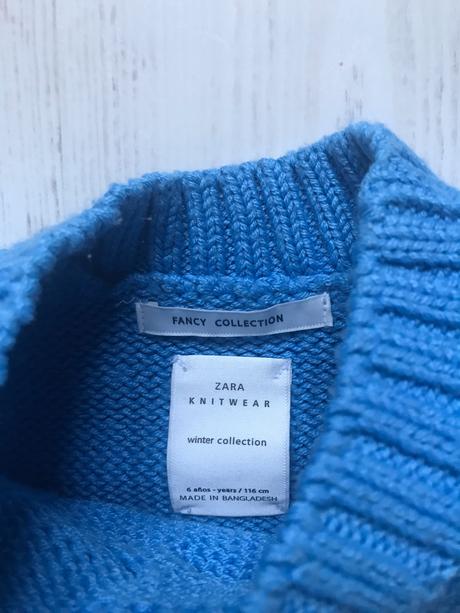 FANCY COLLECTION
ZARA
KNITWEAR
winter collection
6 años - years / 116 cm
MADE IN BANGLADESH